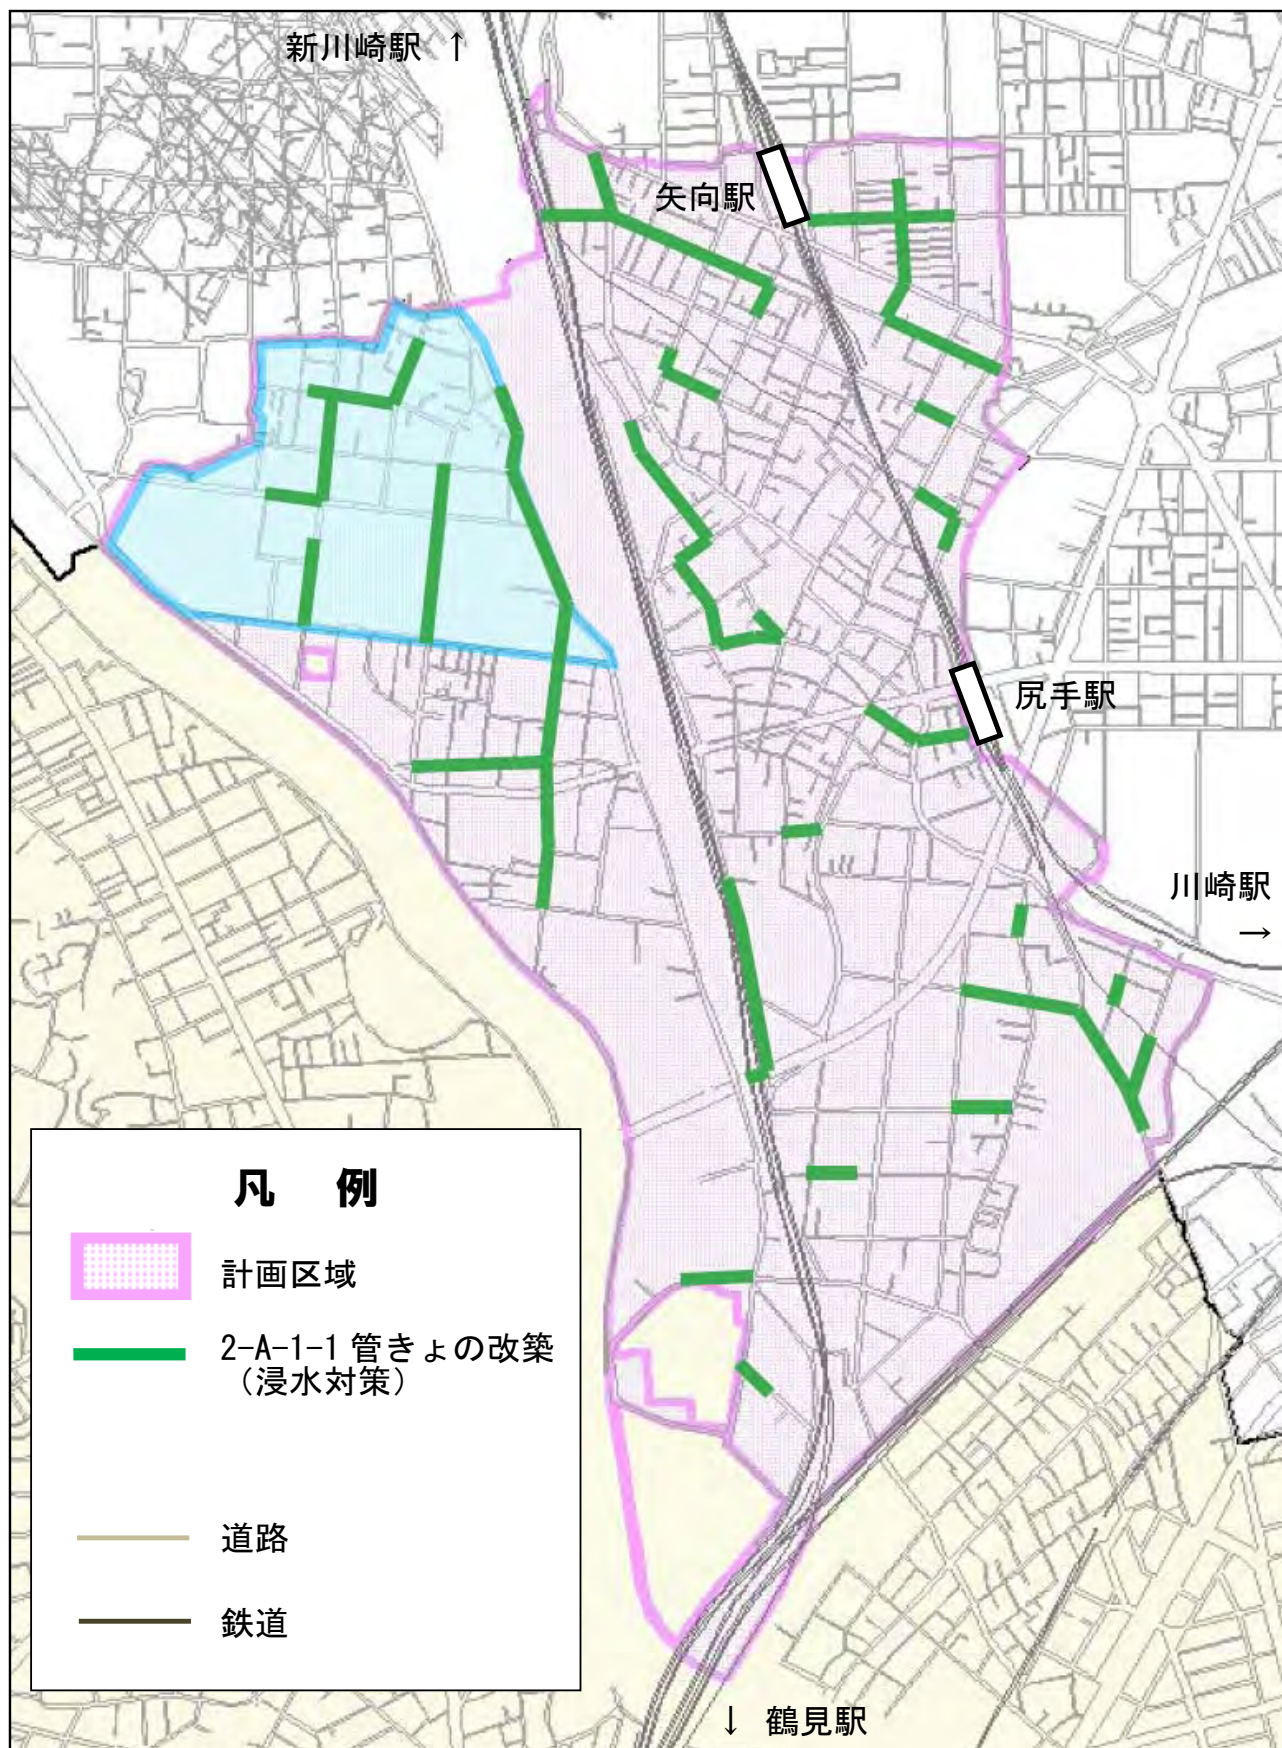 新川崎駅 ↑
矢向駅
尻手駅
川崎駅
→
凡 例
計画区域
2-A-1-1 管きょの改築
（浸水対策）
道路
鉄道
↓ 鶴見駅